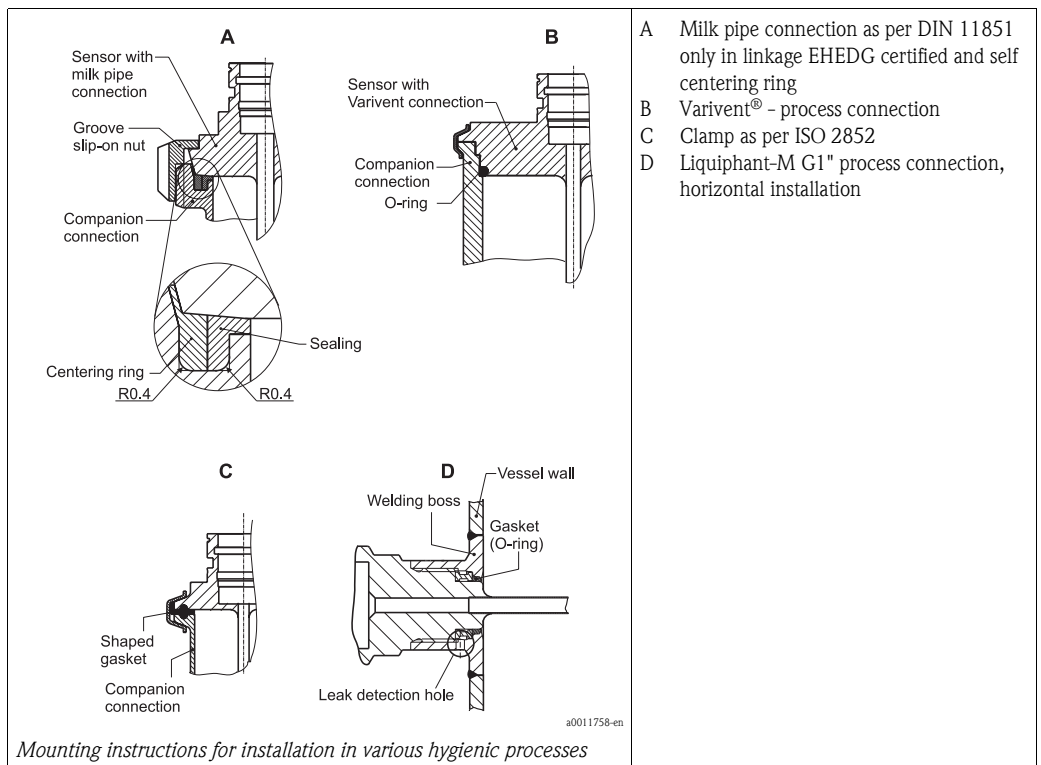 A
Sensor with
milk pipe
connection
Groove
slip-on nut
Companion
connection
Sealing
Centering ring
R0.4
R0.4
B
Sensor with
Varivent connection
Companion
connection
O-ring
C
Shaped
gasket
Companion
connection
D
Vessel wall
Welding boss
Gasket
(O-ring)
Leak detection hole
a0011758-en
Mounting instructions for installation in various hygienic processes
A Milk pipe connection as per DIN 11851
only in linkage EHEDG certified and self
centering ring
B Varivent® - process connection
C Clamp as per ISO 2852
D Liquiphant-M G1" process connection,
horizontal installation